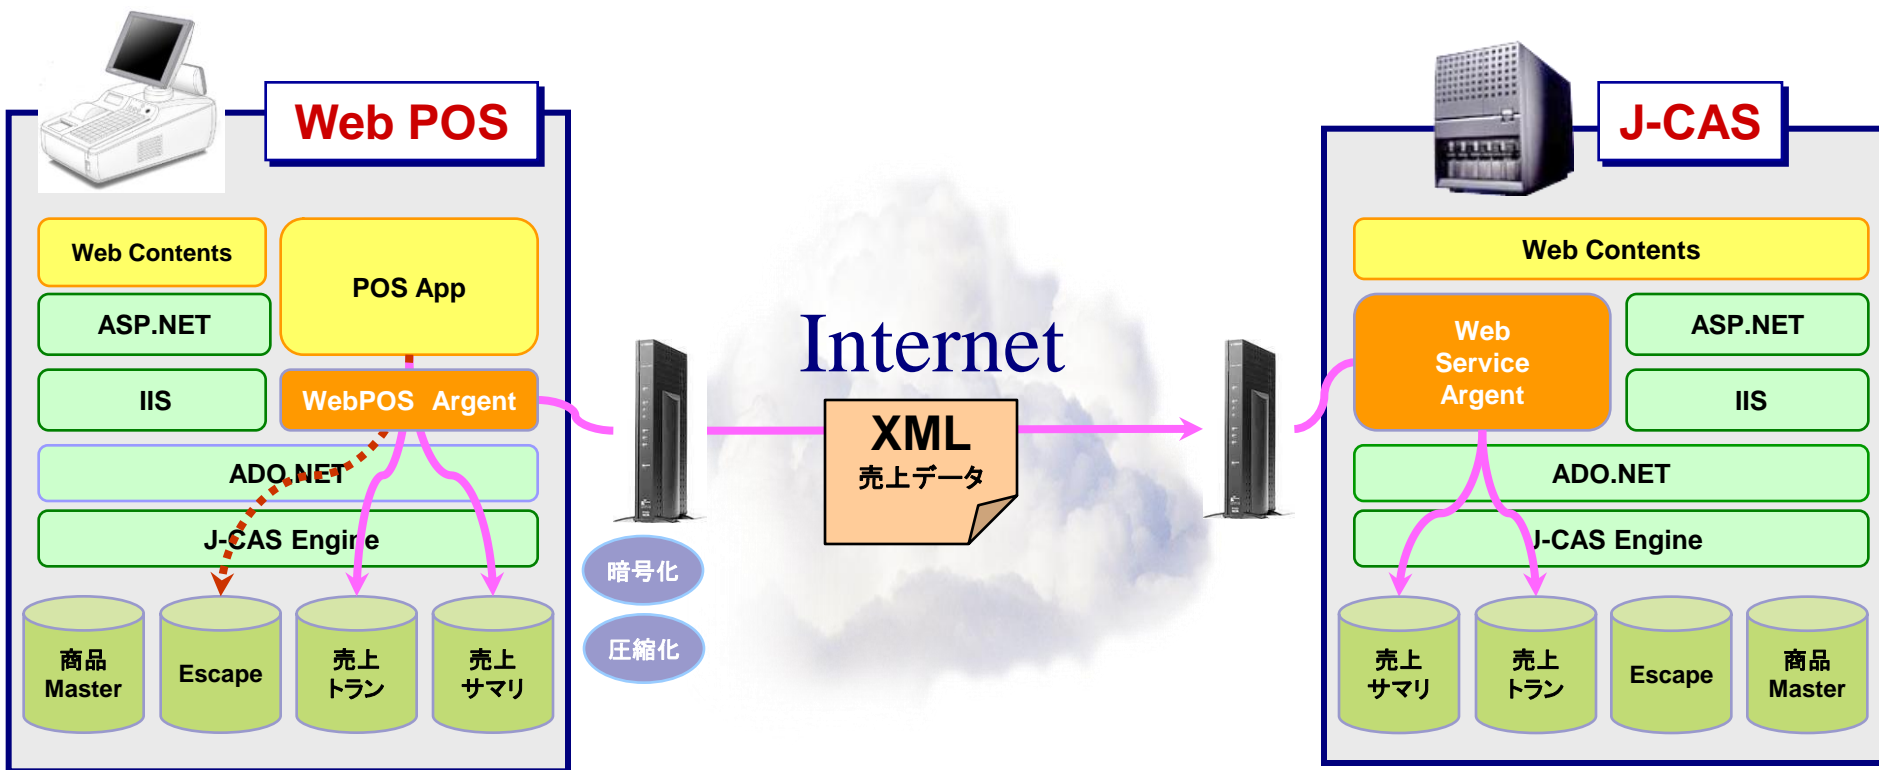 Web POS
Web Contents
POS App
ASP.NET
IIS
WebPOS Argent
ADO.NET
J-CAS Engine
商品
Master
Escape
売上
トラン
売上
サマリ
暗号化
圧縮化
Internet
XML
売上データ
J-CAS
Web Contents
Web
Service
Argent
ASP.NET
IIS
ADO.NET
J-CAS Engine
売上
サマリ
売上
トラン
Escape
商品
Master